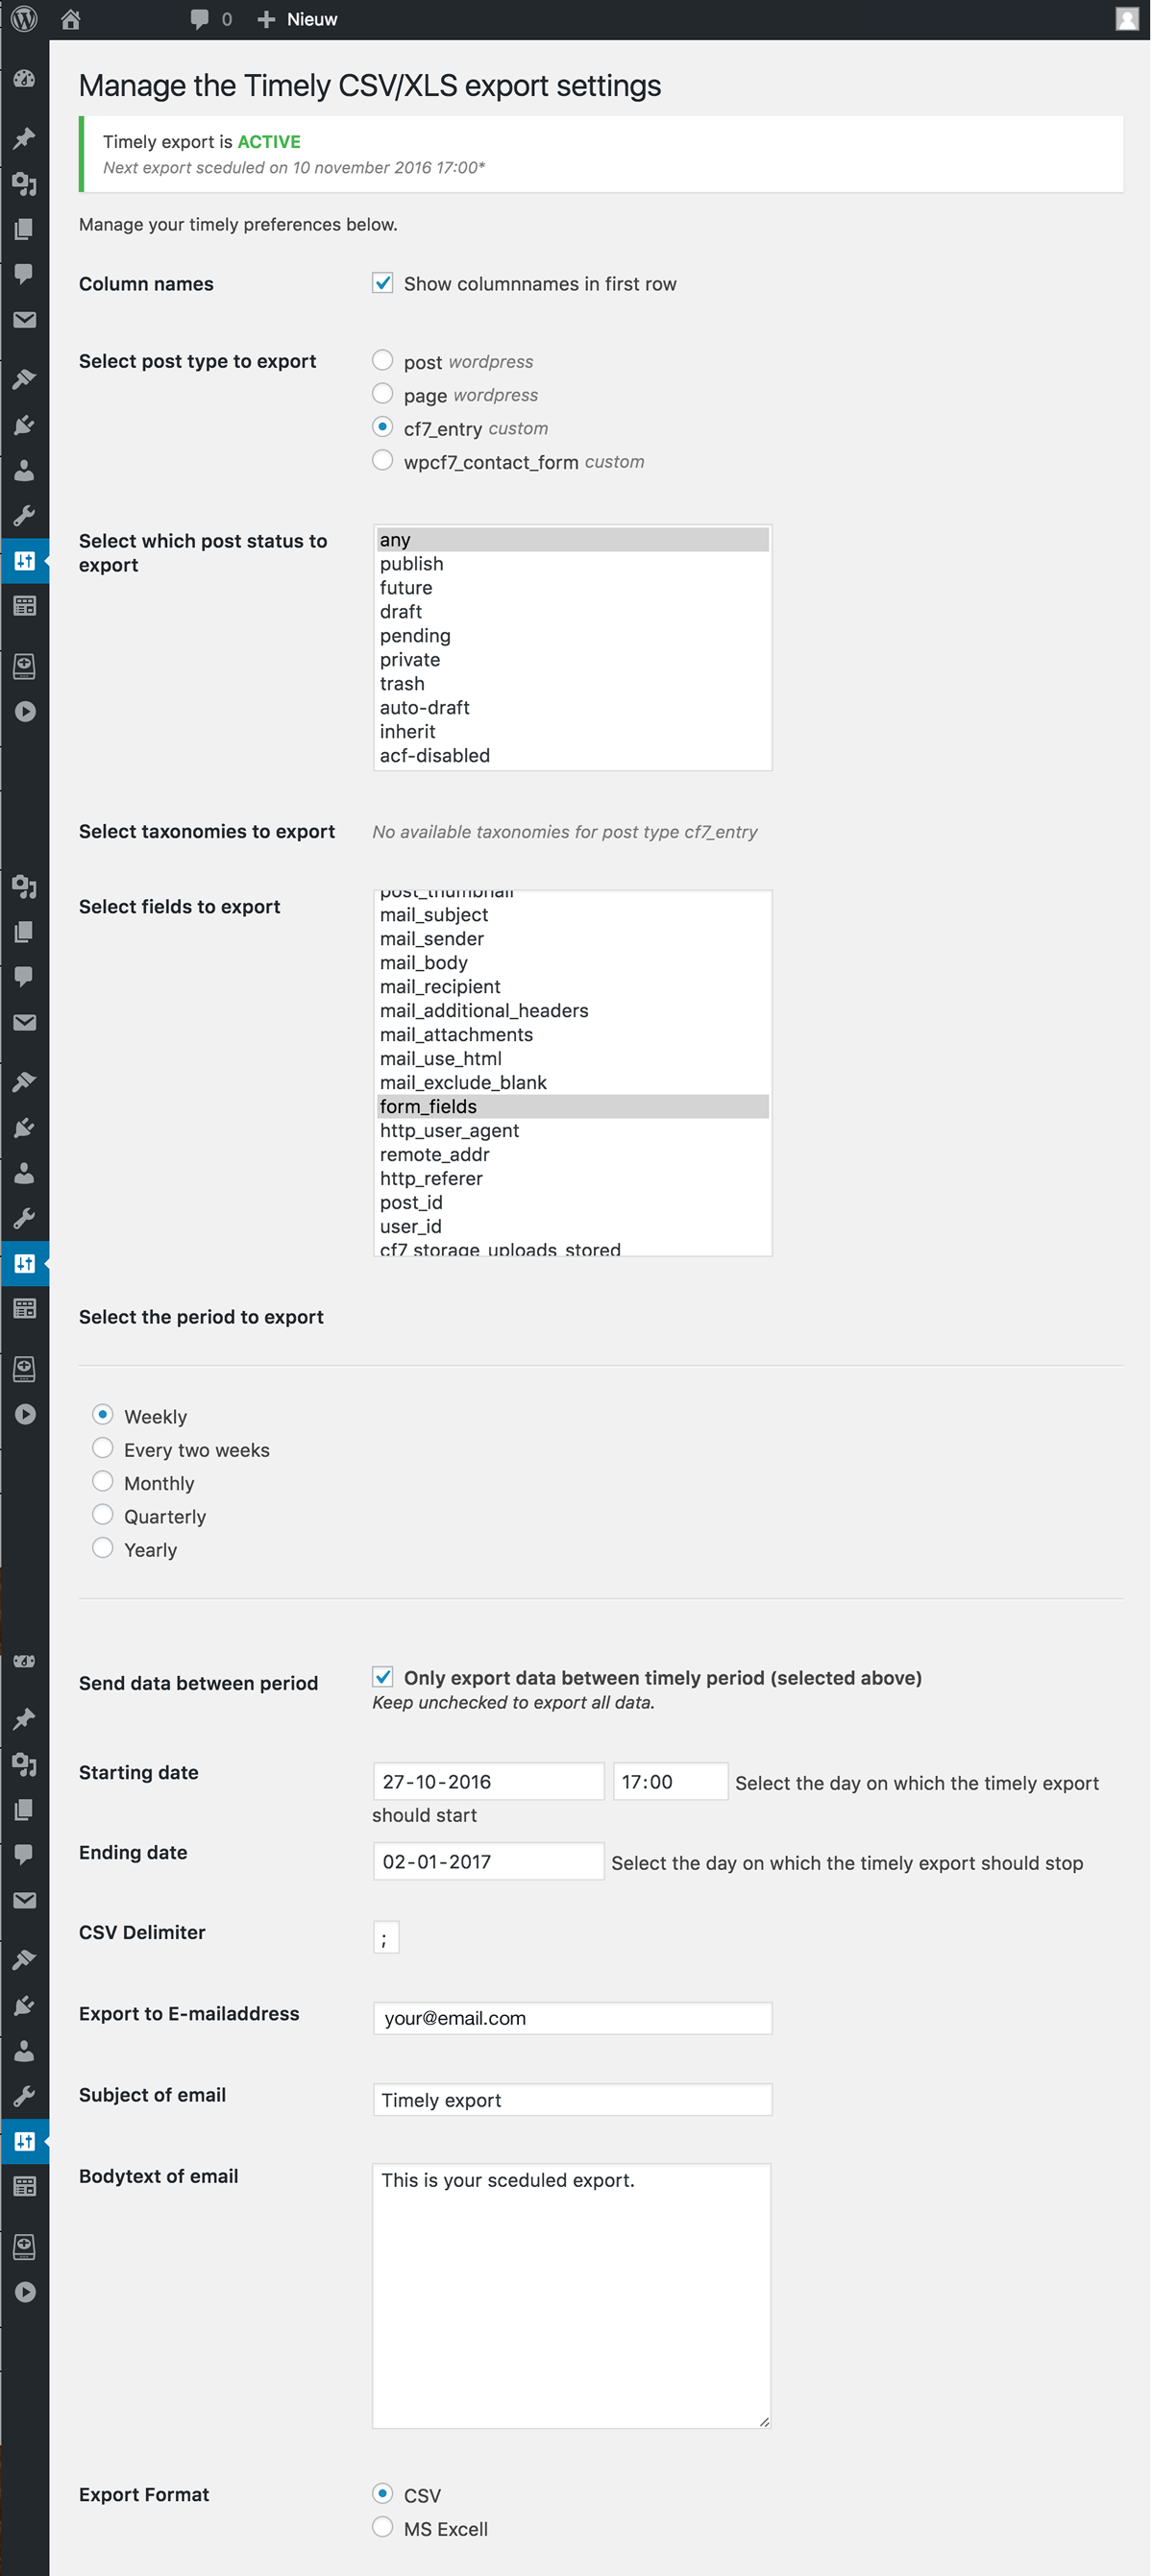 0 Nieuw
Manage the Timely CSV/XLS export settings
Timely export is ACTIVE
Next export sceduled on 10 november 2016 17:00*
Manage your timely preferences below.
Column names Show columnnames in first row
Select post type to export post wordpress
page wordpress
cf7_entry custom
wpcf7_contact_form custom
Select which post status to export
any
publish
future
draft
pending
private
trash
auto-draft
inherit
acf-disabled
Select taxonomies to export No available taxonomies for post type cf7_entry
Select fields to export
post_thumbnail
mail_subject
mail_sender
mail_body
mail_recipient
mail_additional_headers
mail_attachments
mail_use_html
mail_exclude_blank
form_fields
http_user_agent
remote_addr
http_referer
post_id
user_id
cf7_storage_uploads_stored
Select the period to export
Weekly
Every two weeks
Monthly
Quarterly
Yearly
Send data between period Only export data between timely period (selected above)
Keep unchecked to export all data.
Starting date 27-10-2016 17:00 Select the day on which the timely export
should start
Ending date 02-01-2017 Select the day on which the timely export should stop
CSV Delimiter ;
Export to E-mailaddress your@email.com
Subject of email Timely export
Bodytext of email This is your sceduled export.
Export Format CSV
MS Excell